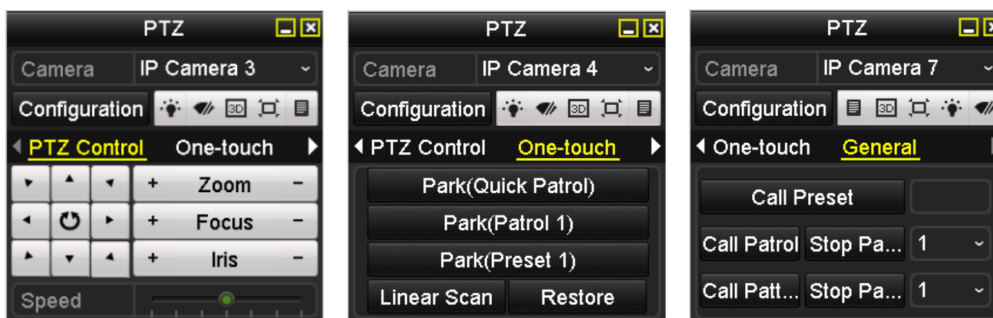 PTZ
Camera IP Camera 3
Configuration 3D
PTZ Control One-touch
+ Zoom -
+ Focus -
+ Iris -
Speed
PTZ
Camera IP Camera 4
Configuration 3D
PTZ Control One-touch
Park(Quick Patrol)
Park(Patrol 1)
Park(Preset 1)
Linear Scan Restore
PTZ
Camera IP Camera 7
Configuration 3D
One-touch General
Call Preset
Call Patrol Stop Pa... 1
Call Patt... Stop Pa... 1